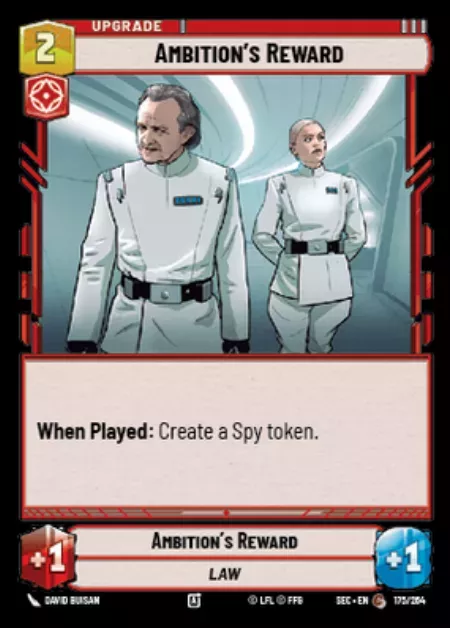 UPGRADE
2
AMBITION'S REWARD
When Played: Create a Spy token.
+1
AMBITION'S REWARD
+1
LAW
DAVID BUISAN
A
© LFL © FFG
SEC • EN
175/264